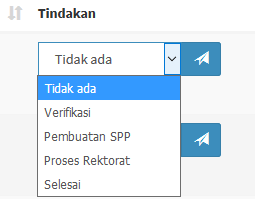 Tindakan
Tidak ada
Tidak ada
Verifikasi
Pembuatan SPP
Proses Rektorat
Selesai